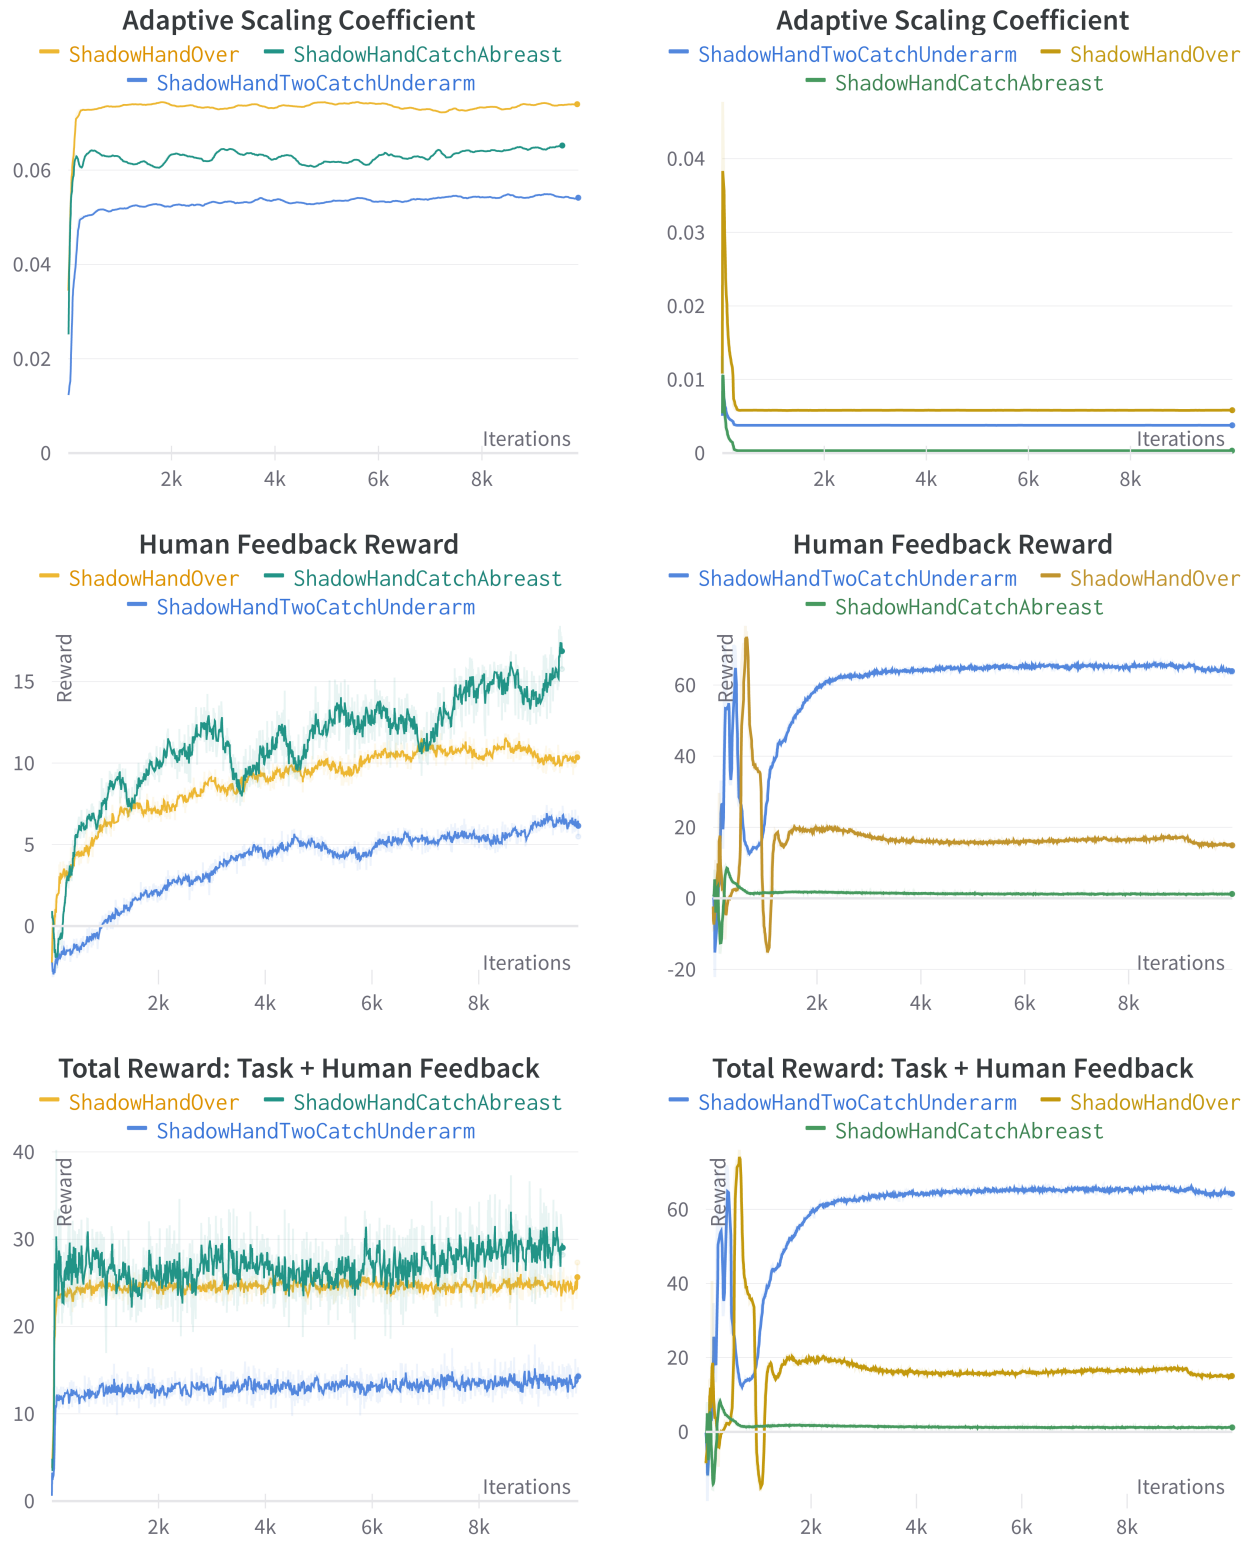 Adaptive Scaling Coefficient
ShadowHandOver ShadowHandCatchAbreast
ShadowHandTwoCatchUnderarm
0.06
0.04
0.02
0
Iterations
2k 4k 6k 8k
Adaptive Scaling Coefficient
ShadowHandTwoCatchUnderarm ShadowHandOver
ShadowHandCatchAbreast
0.04
0.03
0.02
0.01
0
Iterations
2k 4k 6k 8k
Human Feedback Reward
ShadowHandOver ShadowHandCatchAbreast
ShadowHandTwoCatchUnderarm
Reward
15
10
5
0
Iterations
2k 4k 6k 8k
Human Feedback Reward
ShadowHandTwoCatchUnderarm ShadowHandOver
ShadowHandCatchAbreast
Reward
60
40
20
0
-20
Iterations
2k 4k 6k 8k
Total Reward: Task + Human Feedback
ShadowHandOver ShadowHandCatchAbreast
ShadowHandTwoCatchUnderarm
40
Reward
30
20
10
0
Iterations
2k 4k 6k 8k
Total Reward: Task + Human Feedback
ShadowHandTwoCatchUnderarm ShadowHandOver
ShadowHandCatchAbreast
Reward
60
40
20
0
Iterations
2k 4k 6k 8k